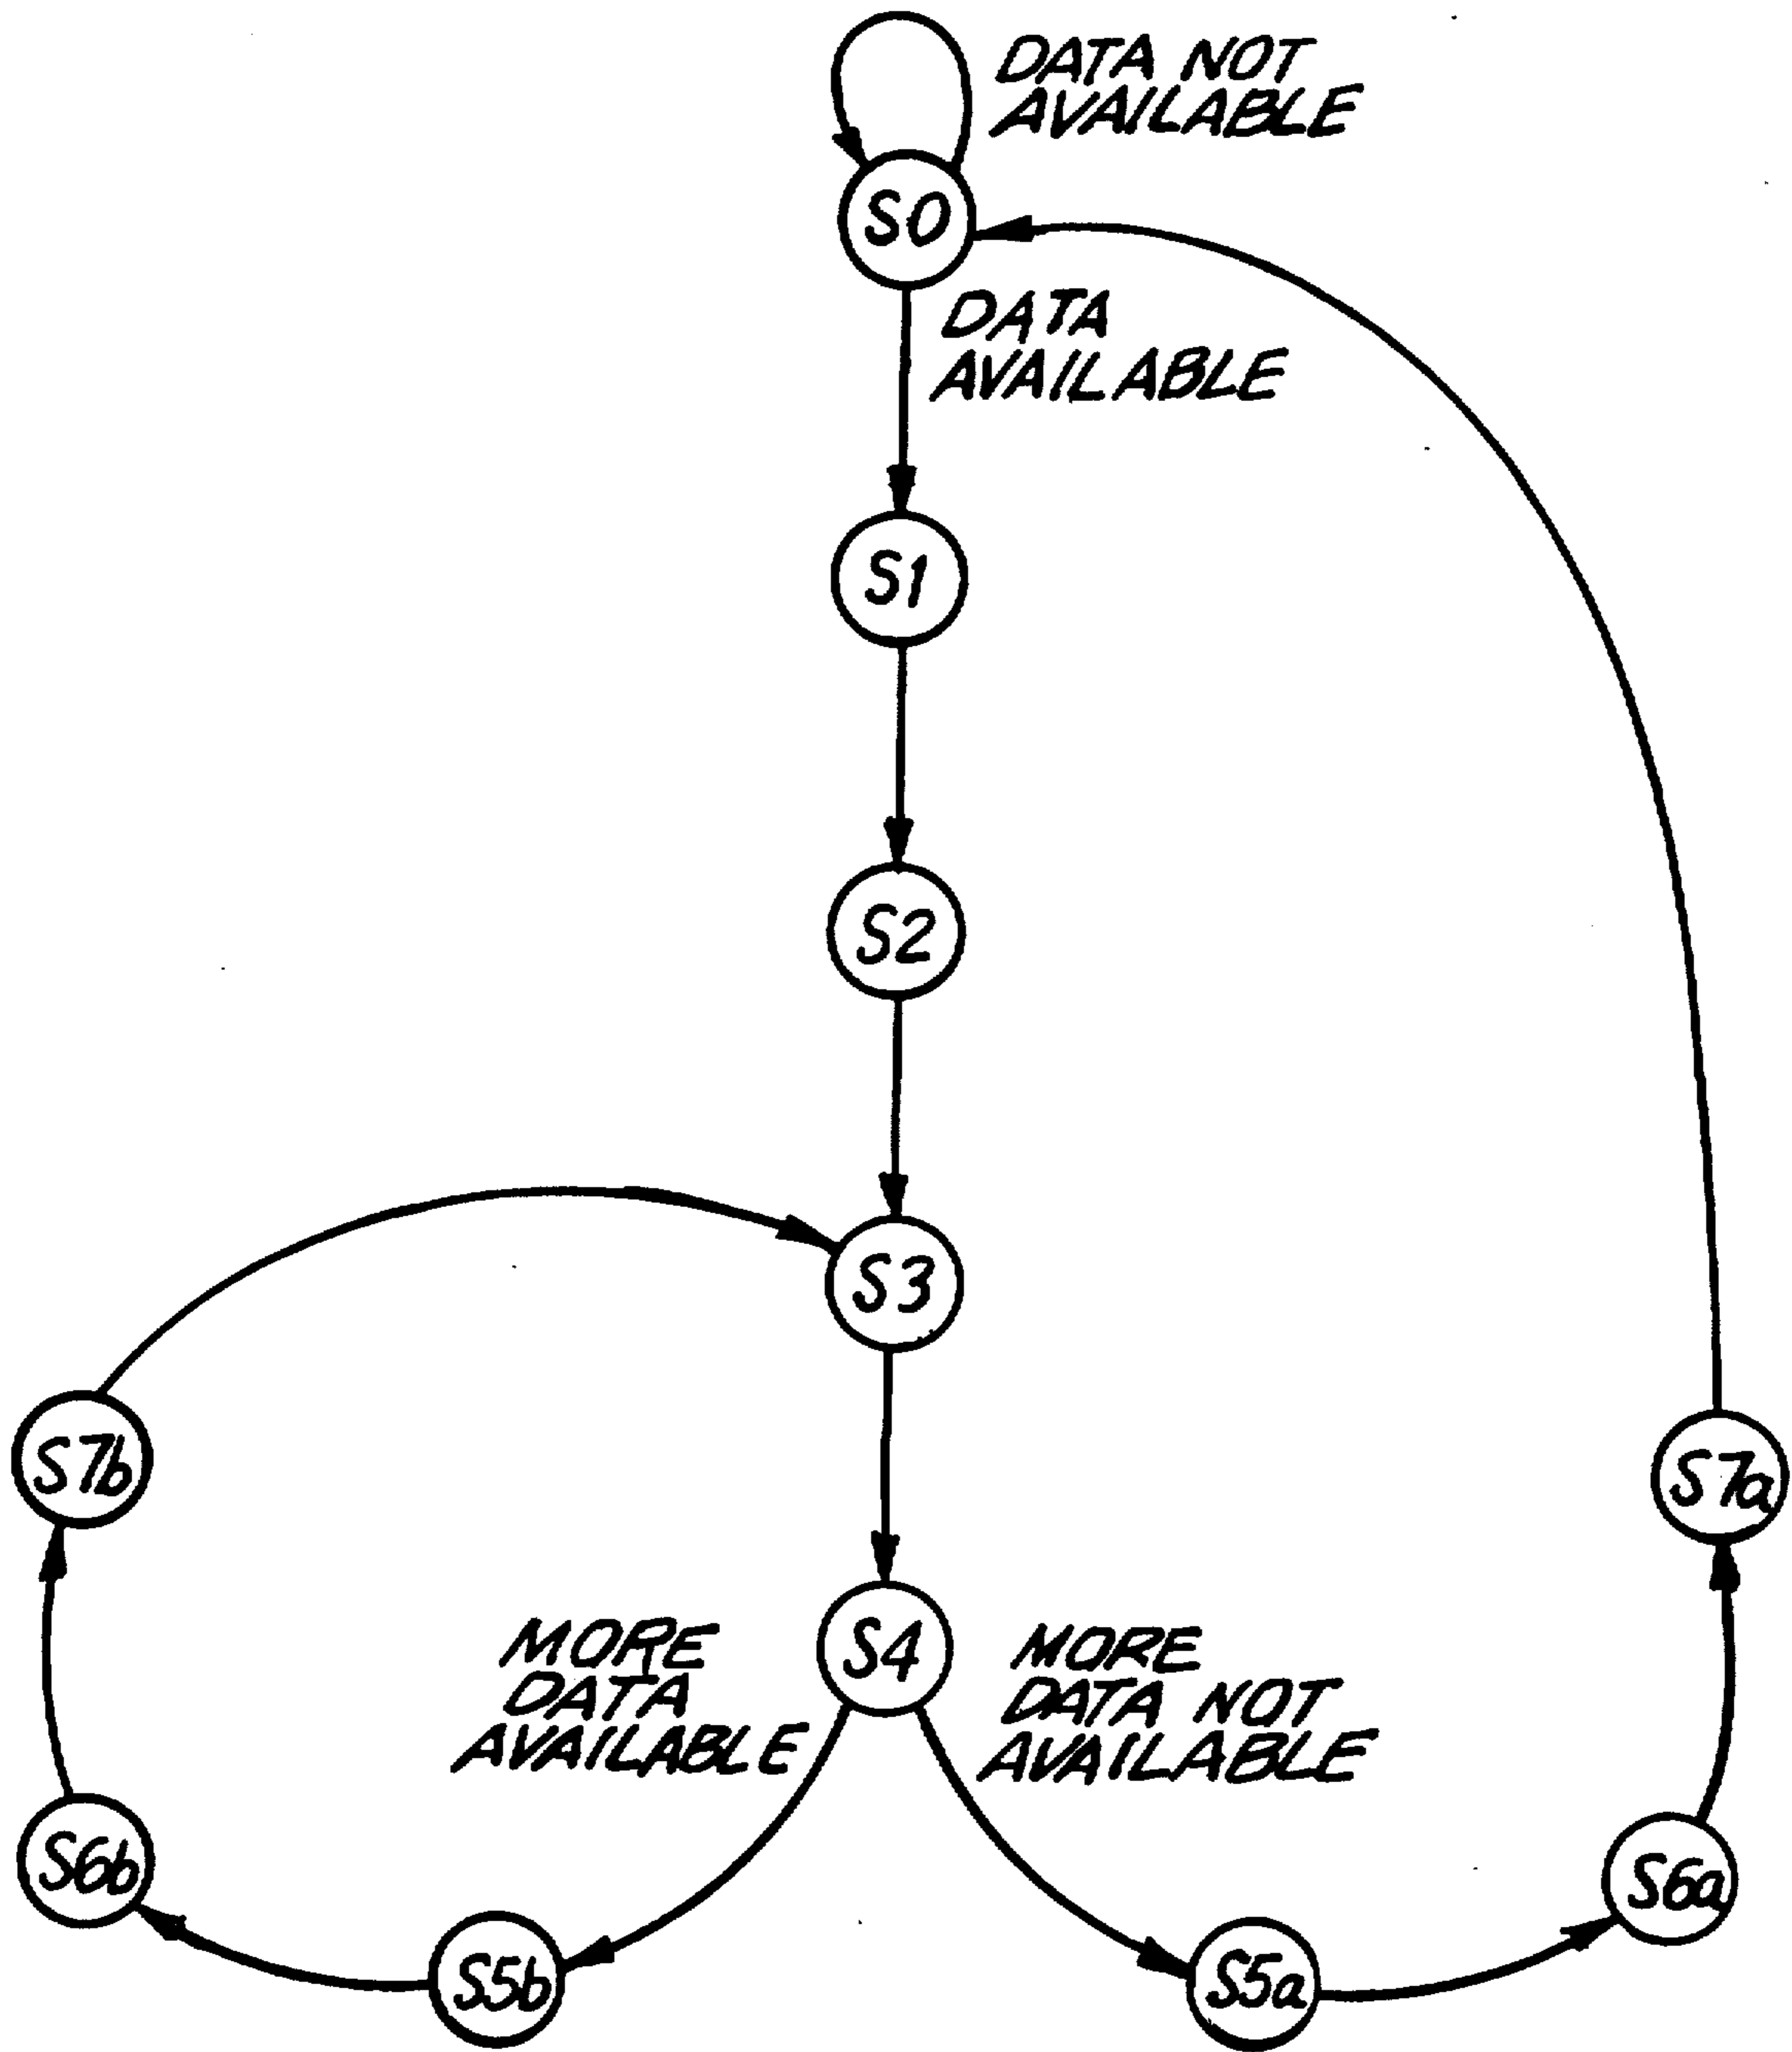 DATA NOT
AVAILABLE
S0
DATA
AVAILABLE
S1
S2
S3
S7b
S7a
S4
MORE
DATA
AVAILABLE
MORE
DATA NOT
AVAILABLE
S6b
S6a
S5b
S5a